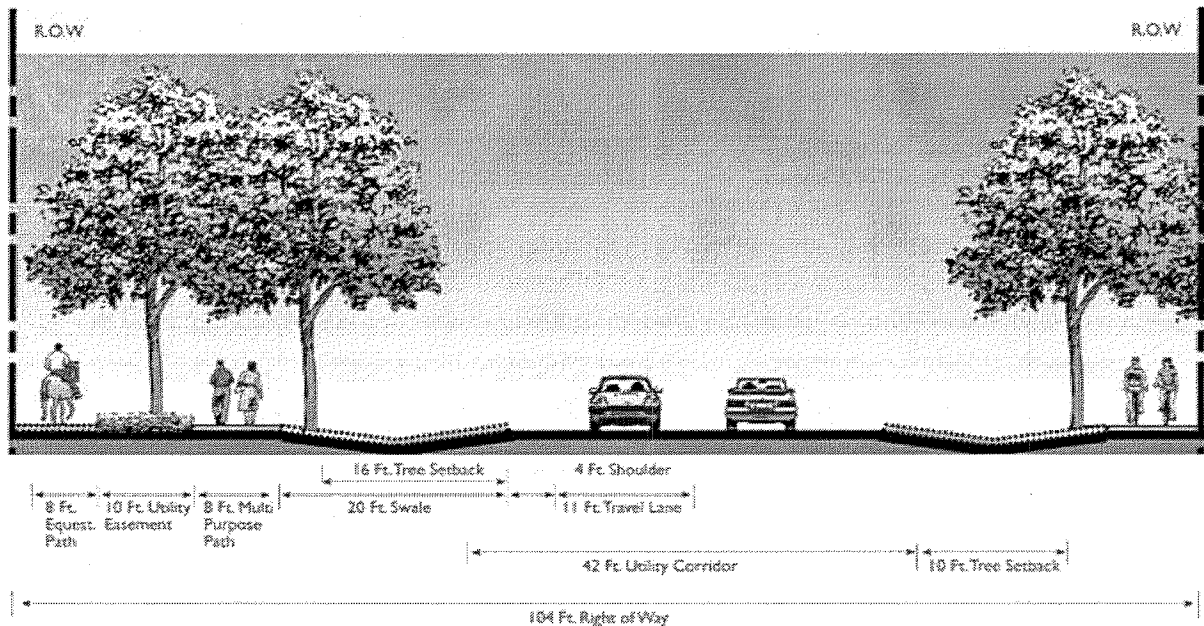 R.O.W
R.O.W
16 Ft. Tree Setback
4 Ft. Shoulder
8 Ft.
Equest.
Path
10 Ft. Utility
Easement
8 Ft. Multi
Purpose
Path
20 Ft. Swale
11 Ft. Travel Lane
42 Ft. Utility Corridor
10 Ft. Tree Setback
104 Ft. Right of Way